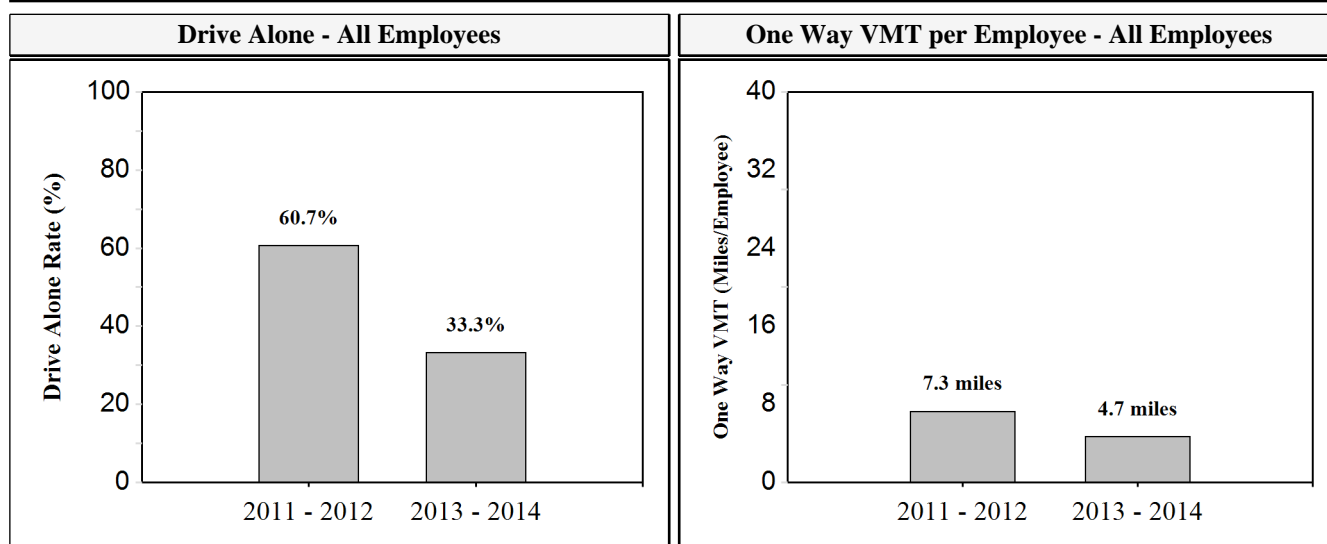 Drive Alone - All Employees
One Way VMT per Employee - All Employees
Drive Alone Rate (%)
100
80
60
40
20
0
60.7%
33.3%
2011 - 2012
2013 - 2014
One Way VMT (Miles/Employee)
40
32
24
16
8
0
7.3 miles
4.7 miles
2011 - 2012
2013 - 2014